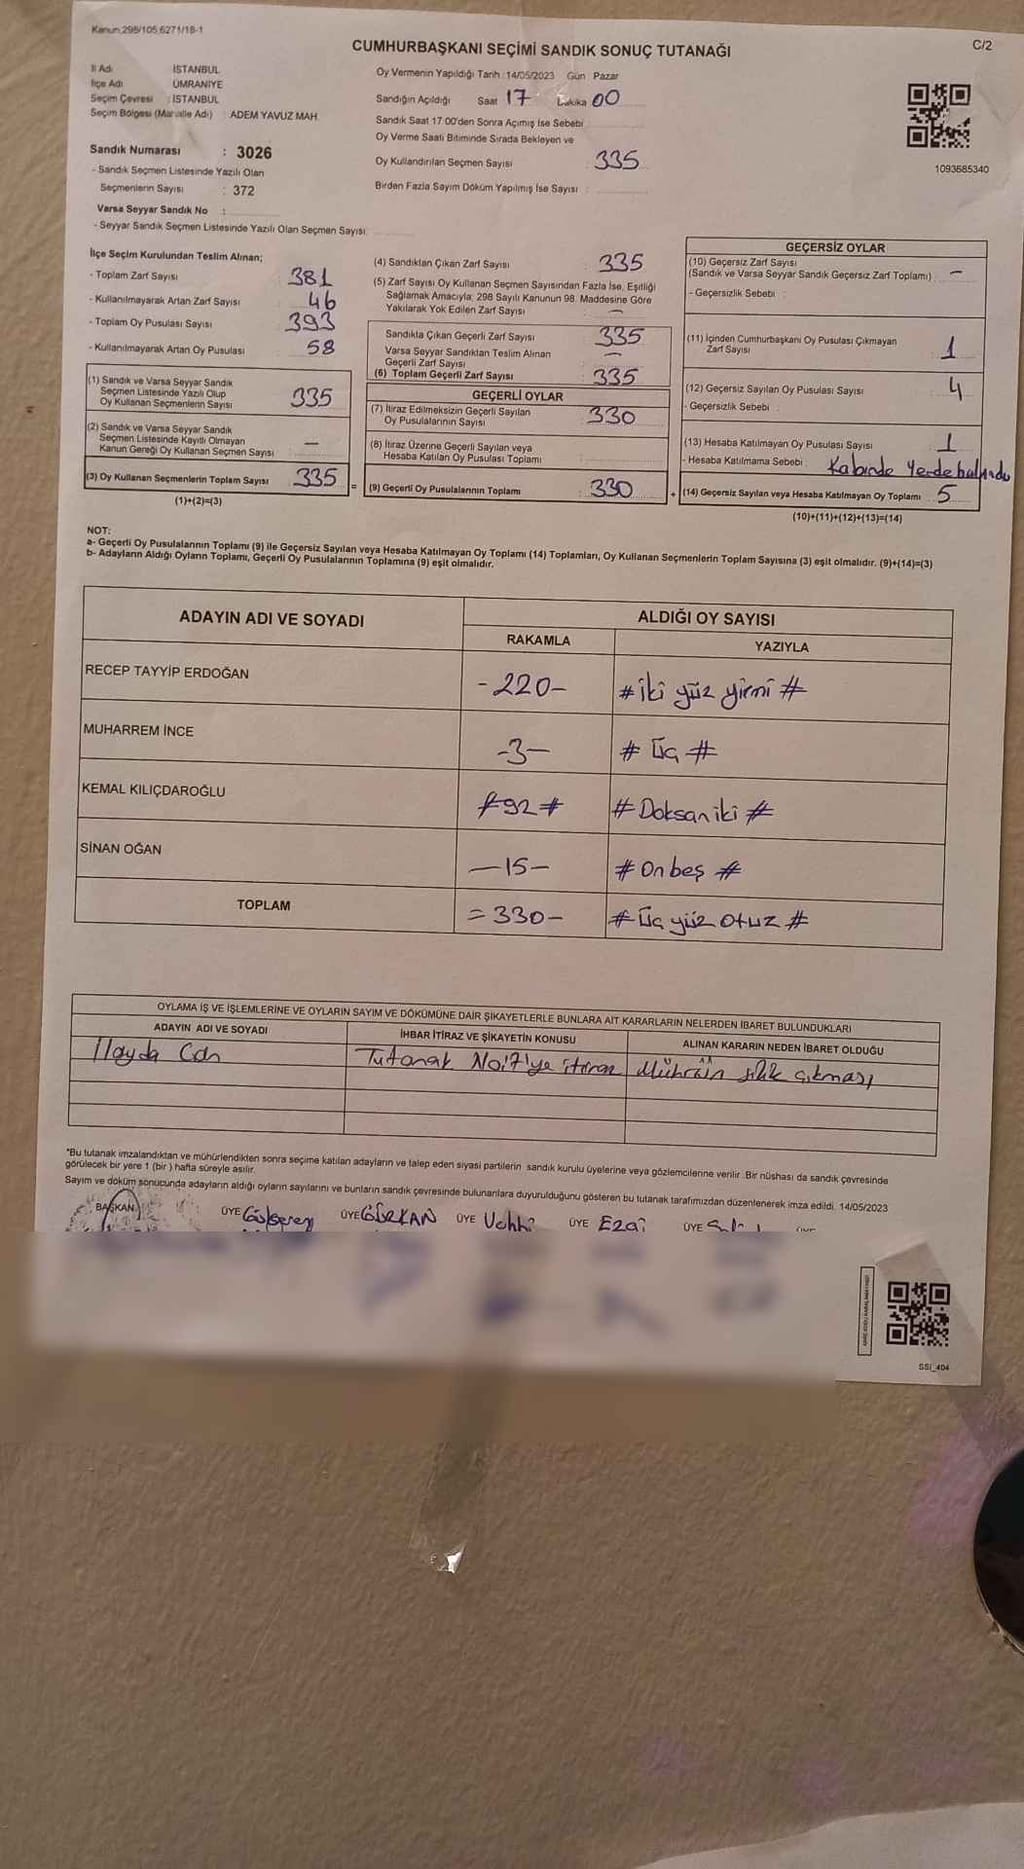 Kanun:298/105,6271/18-1
C/2
CUMHURBAŞKANI SEÇİMİ SANDIK SONUÇ TUTANAĞI
İl Adı İSTANBUL
İlçe Adı ÜMRANİYE
Seçim Çevresi : İSTANBUL
Seçim Bölgesi (Mahalle Adı) ADEM YAVUZ MAH.
Sandık Numarası : 3026
- Sandık Seçmen Listesinde Yazılı Olan
Seçmenlerin Sayısı : 372
Varsa Seyyar Sandık No :
- Seyyar Sandık Seçmen Listesinde Yazılı Olan Seçmen Sayısı:
Oy Vermenin Yapıldığı Tarih : 14/05/2023 Gün Pazar
Sandığın Açıldığı Saat 17 Dakika 00
Sandık Saat 17:00'den Sonra Açımış İse Sebebi
Oy Verme Saati Bitiminde Sırada Bekleyen ve
Oy Kullandırılan Seçmen Sayısı 335
Birden Fazla Sayım Döküm Yapılmış İse Sayısı :
1093685340
İlçe Seçim Kurulundan Teslim Alınan;
- Toplam Zarf Sayısı 381
- Kullanılmayarak Artan Zarf Sayısı 46
- Toplam Oy Pusulası Sayısı 393
- Kullanılmayarak Artan Oy Pusulası 58
(1) Sandık ve Varsa Seyyar Sandık
Seçmen Listesinde Yazılı Olup
Oy Kullanan Seçmenlerin Sayısı 335
(2) Sandık ve Varsa Seyyar Sandık
Seçmen Listesinde Kayıtlı Olmayan
Kanun Gereği Oy Kullanan Seçmen Sayısı —
(3) Oy Kullanan Seçmenlerin Toplam Sayısı 335
(1)+(2)=(3)
(4) Sandıktan Çıkan Zarf Sayısı : 335
(5) Zarf Sayısı Oy Kullanan Seçmen Sayısından Fazla İse, Eşitliği
Sağlamak Amacıyla; 298 Sayılı Kanunun 98. Maddesine Göre
Yakılarak Yok Edilen Zarf Sayısı —
Sandıkta Çıkan Geçerli Zarf Sayısı 335
Varsa Seyyar Sandıktan Teslim Alınan
Geçerli Zarf Sayısı —
(6) Toplam Geçerli Zarf Sayısı 335
GEÇERLİ OYLAR
(7) İtiraz Edilmeksizin Geçerli Sayılan
Oy Pusulalarının Sayısı 330
(8) İtiraz Üzerine Geçerli Sayılan veya
Hesaba Katılan Oy Pusulası Toplamı
= (9) Geçerli Oy Pusulalarının Toplamı : 330 +
GEÇERSİZ OYLAR
(10) Geçersiz Zarf Sayısı
(Sandık ve Varsa Seyyar Sandık Geçersiz Zarf Toplamı) —
- Geçersizlik Sebebi :
(11) İçinden Cumhurbaşkanı Oy Pusulası Çıkmayan
Zarf Sayısı 1
(12) Geçersiz Sayılan Oy Pusulası Sayısı 4
- Geçersizlik Sebebi :
(13) Hesaba Katılmayan Oy Pusulası Sayısı 1
- Hesaba Katılmama Sebebi : Kabinde Yerde bulundu
(14) Geçersiz Sayılan veya Hesaba Katılmayan Oy Toplamı 5
(10)+(11)+(12)+(13)=(14)
NOT:
a- Geçerli Oy Pusulalarının Toplamı (9) ile Geçersiz Sayılan veya Hesaba Katılmayan Oy Toplamı (14) Toplamları, Oy Kullanan Seçmenlerin Toplam Sayısına (3) eşit olmalıdır. (9)+(14)=(3)
b- Adayların Aldığı Oyların Toplamı, Geçerli Oy Pusulalarının Toplamına (9) eşit olmalıdır.
ADAYIN ADI VE SOYADI ALDIĞI OY SAYISI
RAKAMLA YAZIYLA
RECEP TAYYİP ERDOĞAN -220- # iki yüz yirmi #
MUHARREM İNCE -3- # Üç #
KEMAL KILIÇDAROĞLU #92# # Doksan iki #
SİNAN OĞAN -15- # On beş #
TOPLAM =330- # Üç yüz otuz #
OYLAMA İŞ VE İŞLEMLERİNE VE OYLARIN SAYIM VE DÖKÜMÜNE DAİR ŞİKAYETLERLE BUNLARA AİT KARARLARIN NELERDEN İBARET BULUNDUKLARI
ADAYIN ADI VE SOYADI İHBAR İTİRAZ VE ŞİKAYETİN KONUSU ALINAN KARARIN NEDEN İBARET OLDUĞU
İlayda Can Tutanak No:7'ye itiraz Mührün silik çıkması
*Bu tutanak imzalandıktan ve mühürlendikten sonra seçime katılan adayların ve talep eden siyasi partilerin sandık kurulu üyelerine veya gözlemcilerine verilir. Bir nüshası da sandık çevresinde
görülecek bir yere 1 (bir) hafta süreyle asılır.
Sayım ve döküm sonucunda adayların aldığı oyların sayılarını ve bunların sandık çevresinde bulunanlara duyurulduğunu gösteren bu tutanak tarafımızdan düzenlenerek imza edildi. 14/05/2023
BAŞKAN ÜYE ÜYE GÜRKAN ÜYE ÜYE ÜYE
SSİ_404